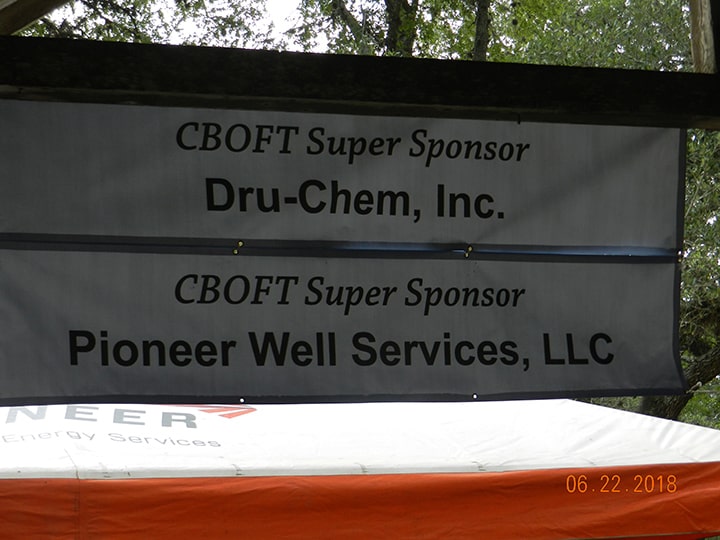 CBOFT Super Sponsor
Dru-Chem, Inc.
CBOFT Super Sponsor
Pioneer Well Services, LLC
NEER
Energy Services
06.22.2018